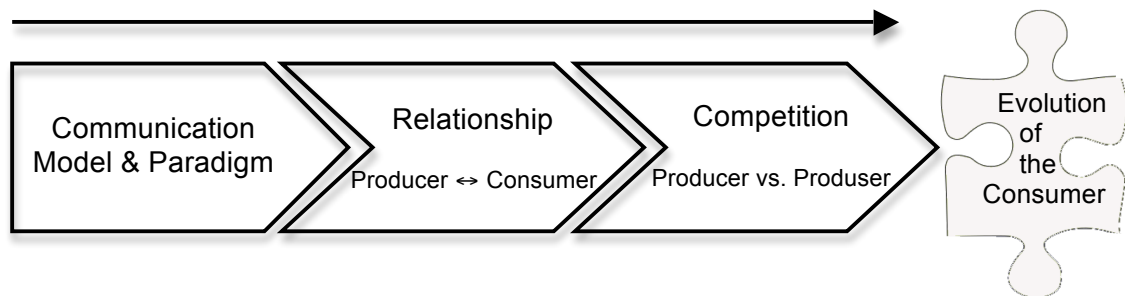 Communication
Model & Paradigm
Relationship
Producer ↔ Consumer
Competition
Producer vs. Produser
Evolution
of
the
Consumer